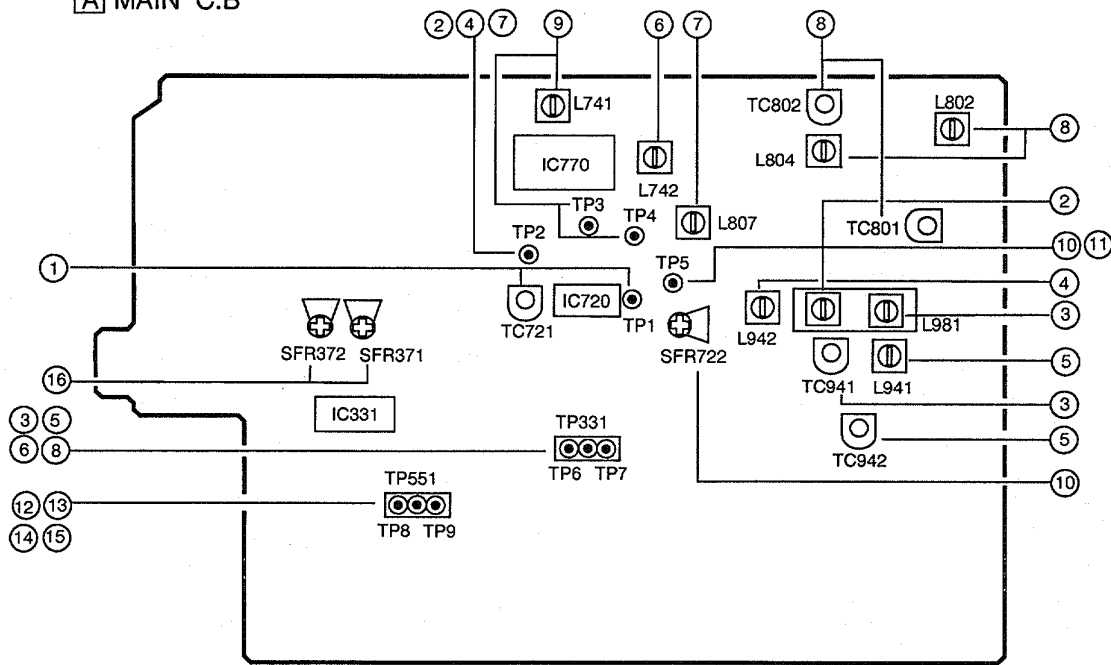 A MAIN C.B
② ④ ⑦ ⑨ ⑥ ⑦ ⑧
L741
TC802
L802
⑧
IC770
L804
L742
②
TP3
TP4
L807
TC801
TP2
⑩ ⑪
①
TP5
④
IC720
TC721
TP1
L942
L981
③
SFR372
SFR371
SFR722
⑤
⑯
TC941
L941
③
IC331
③ ⑤
TP331
⑥ ⑧
⑤
TC942
TP6 TP7
TP551
⑩
⑫ ⑬
TP8 TP9
⑭ ⑮